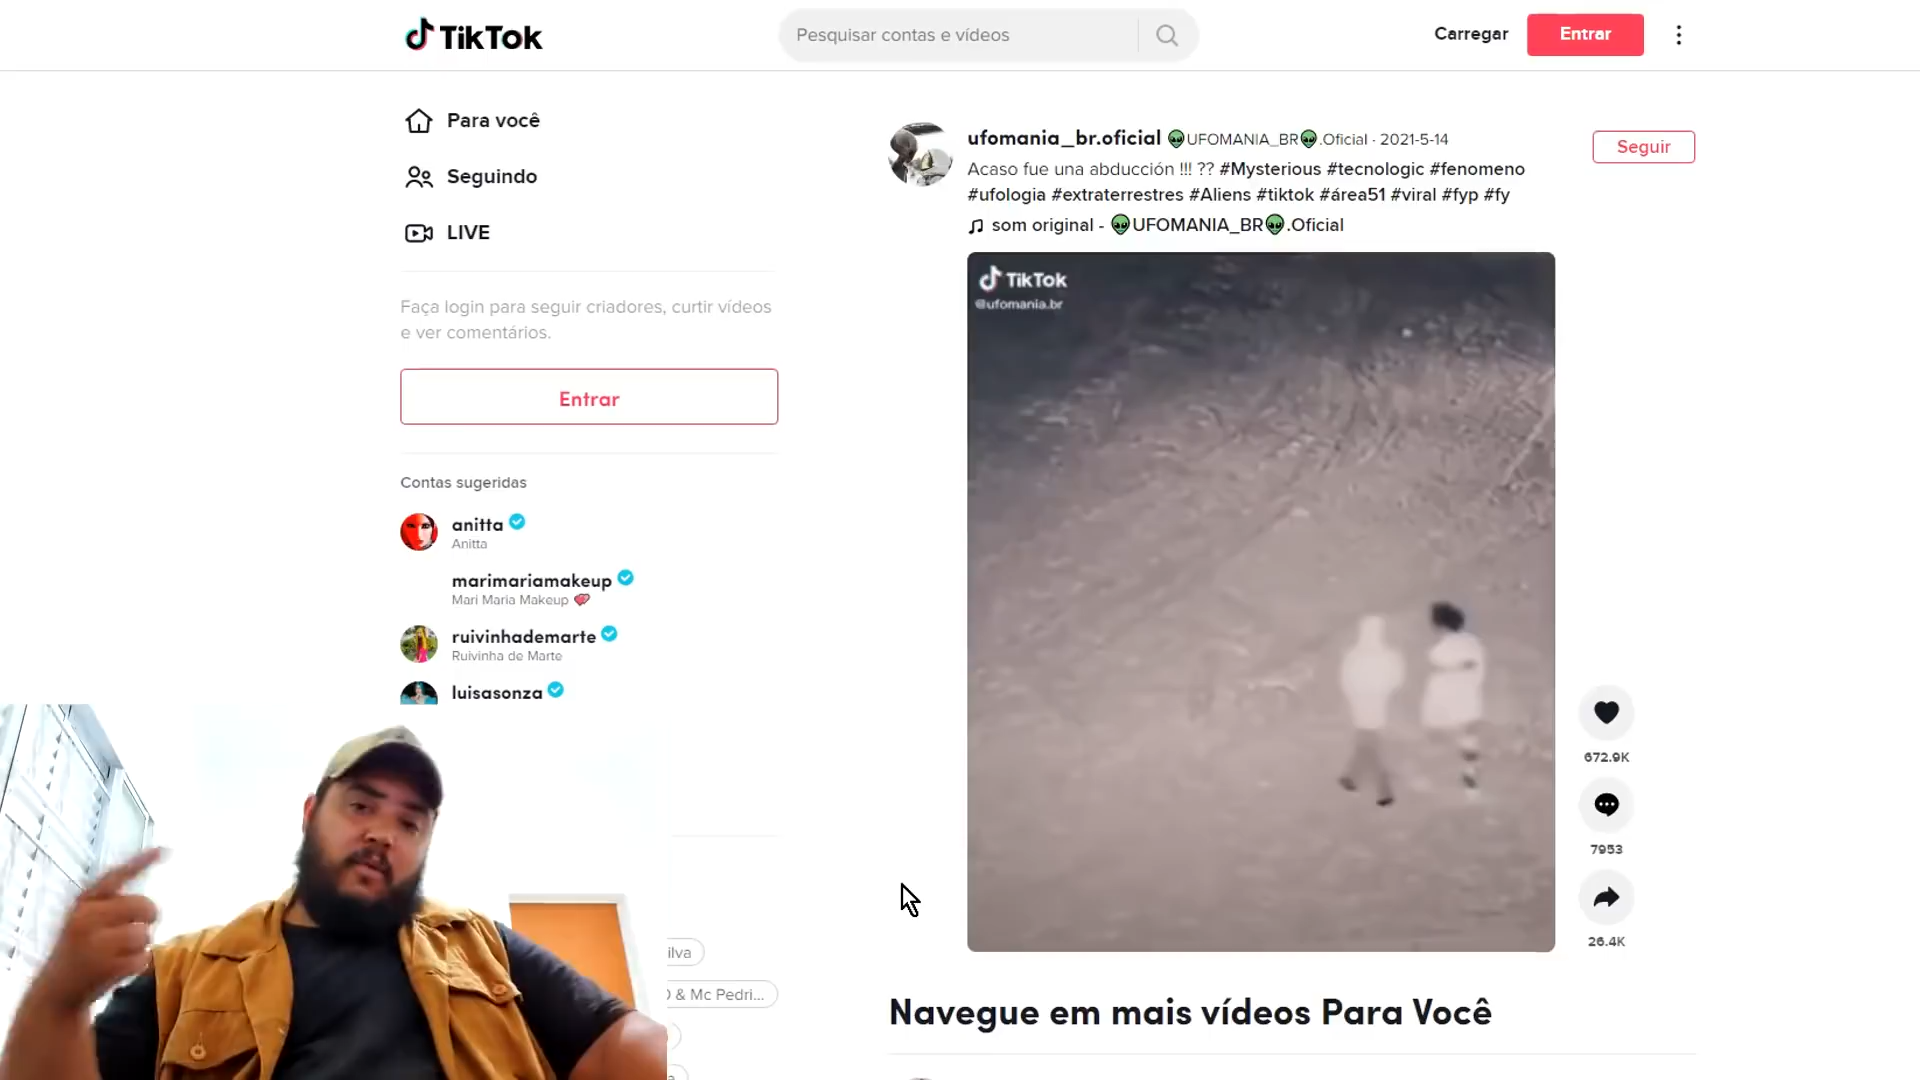 TikTok
Pesquisar contas e vídeos
Carregar
Entrar
Para você
Seguindo
LIVE
Faça login para seguir criadores, curtir vídeos
e ver comentários.
Entrar
Contas sugeridas
anitta
Anitta
marimariamakeup
Mari Maria Makeup
ruivinhademarte
Ruivinha de Marte
luisasonza
ilva
& Mc Pedri...
ufomania_br.oficial 👽UFOMANIA_BR👽.Oficial · 2021-5-14
Seguir
Acaso fue una abducción !!! ?? #Mysterious #tecnologic #fenomeno
#ufologia #extraterrestres #Aliens #tiktok #área51 #viral #fyp #fy
som original - 👽UFOMANIA_BR👽.Oficial
TikTok
@ufomania.br
672.9K
7953
26.4K
Navegue em mais vídeos Para Você